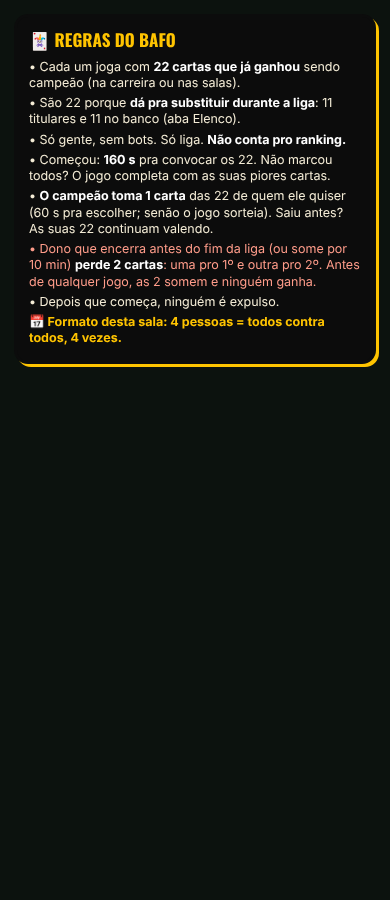 🃏 REGRAS DO BAFO
• Cada um joga com 22 cartas que já ganhou sendo
campeão (na carreira ou nas salas).
• São 22 porque dá pra substituir durante a liga: 11
titulares e 11 no banco (aba Elenco).
• Só gente, sem bots. Só liga. Não conta pro ranking.
• Começou: 160 s pra convocar os 22. Não marcou
todos? O jogo completa com as suas piores cartas.
• O campeão toma 1 carta das 22 de quem ele quiser
(60 s pra escolher; senão o jogo sorteia). Saiu antes?
As suas 22 continuam valendo.
• Dono que encerra antes do fim da liga (ou some por
10 min) perde 2 cartas: uma pro 1º e outra pro 2º. Antes
de qualquer jogo, as 2 somem e ninguém ganha.
• Depois que começa, ninguém é expulso.
📅 Formato desta sala: 4 pessoas = todos contra
todos, 4 vezes.